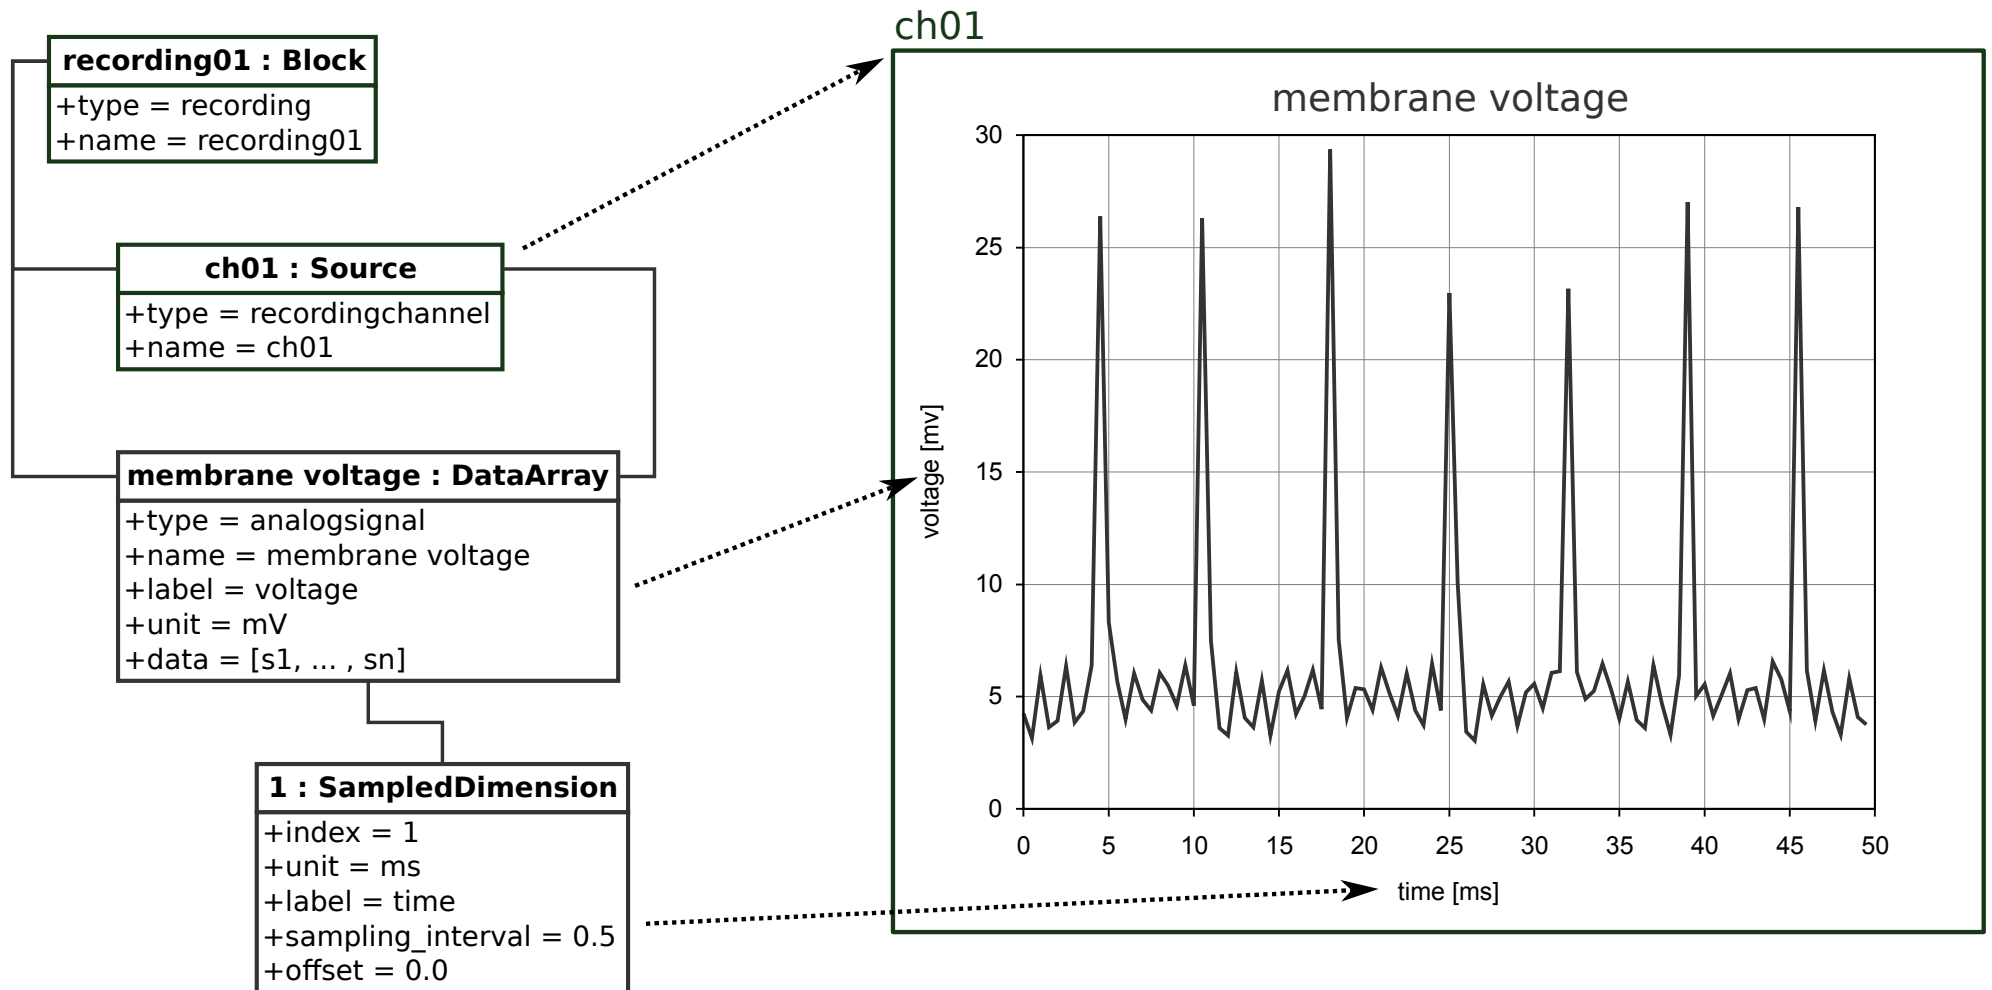 recording01 : Block
+type = recording
+name = recording01
ch01 : Source
+type = recordingchannel
+name = ch01
membrane voltage : DataArray
+type = analogsignal
+name = membrane voltage
+label = voltage
+unit = mV
+data = [s1, ... , sn]
1 : SampledDimension
+index = 1
+unit = ms
+label = time
+sampling_interval = 0.5
+offset = 0.0
ch01
membrane voltage
voltage [mv]
30
25
20
15
10
5
0
0 5 10 15 20 25 30 35 40 45 50
time [ms]